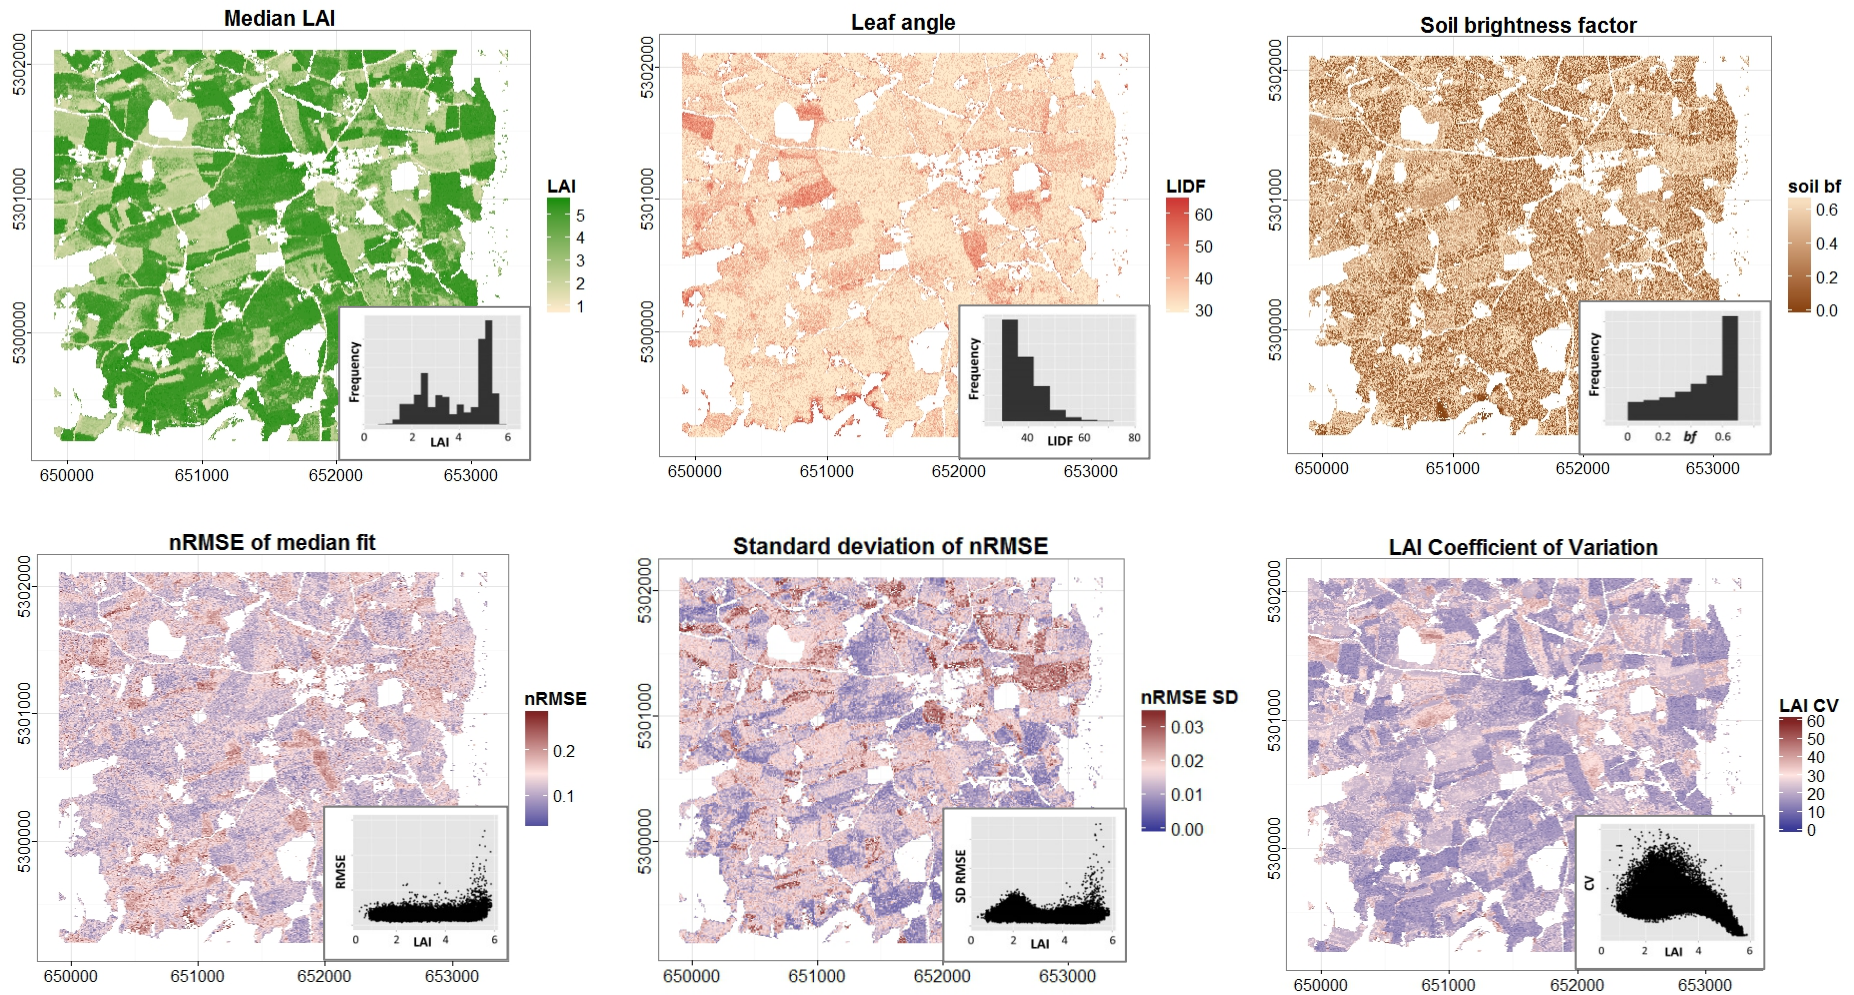 Median LAI
5302000
5301000
5300000
650000 651000 652000 653000
LAI
5
4
3
2
1
Frequency
0 2 4 6
LAI
Leaf angle
5302000
5301000
5300000
650000 651000 652000 653000
LIDF
60
50
40
30
Frequency
40 LIDF 60 80
Soil brightness factor
5302000
5301000
5300000
650000 651000 652000 653000
soil bf
0.6
0.4
0.2
0.0
Frequency
0 0.2 bf 0.6
nRMSE of median fit
5302000
5301000
5300000
650000 651000 652000 653000
nRMSE
0.2
0.1
RMSE
0 2 4 6
LAI
Standard deviation of nRMSE
5302000
5301000
5300000
650000 651000 652000 653000
nRMSE SD
0.03
0.02
0.01
0.00
SD RMSE
0 2 4 6
LAI
LAI Coefficient of Variation
5302000
5301000
5300000
650000 651000 652000 653000
LAI CV
60
50
40
30
20
10
0
CV
0 2 4 6
LAI